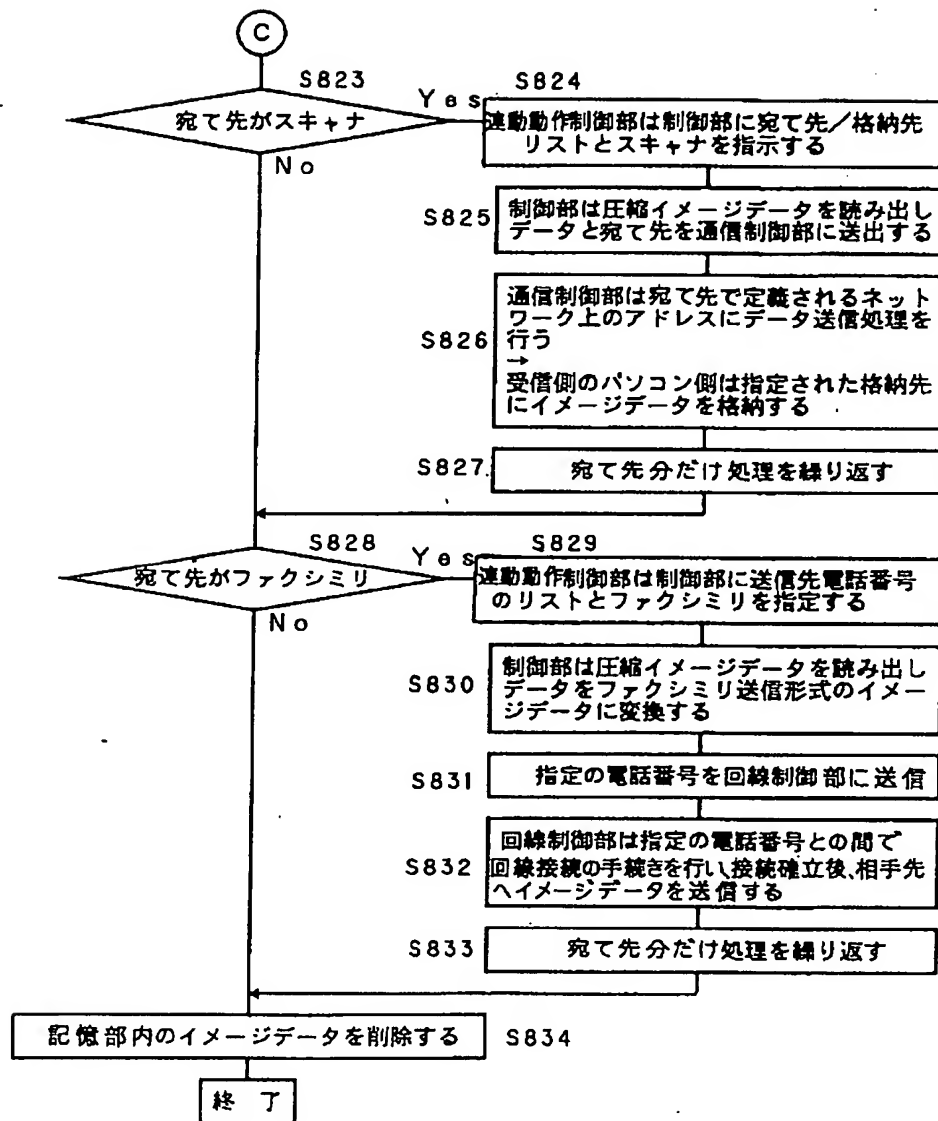 C
S823
宛て先がスキャナ
Yes
No
S824
連動動作制御部は制御部に宛て先／格納先
リストとスキャナを指示する
S825
制御部は圧縮イメージデータを読み出し
データと宛て先を通信制御部に送出する
S826
通信制御部は宛て先で定義されるネット
ワーク上のアドレスにデータ送信処理を
行う
→
受信側のパソコン側は指定された格納先
にイメージデータを格納する
S827
宛て先分だけ処理を繰り返す
S828
宛て先がファクシミリ
Yes
No
S829
連動動作制御部は制御部に送信先電話番号
のリストとファクシミリを指定する
S830
制御部は圧縮イメージデータを読み出し
データをファクシミリ送信形式のイメー
ジデータに変換する
S831
指定の電話番号を回線制御部に送信
S832
回線制御部は指定の電話番号との間で
回線接続の手続きを行い、接続確立後、相手先
へイメージデータを送信する
S833
宛て先分だけ処理を繰り返す
記憶部内のイメージデータを削除する
S834
終了